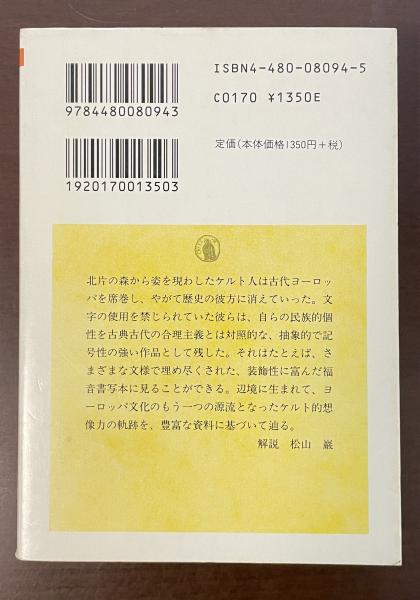 ISBN4-480-08094-5
C0170 ¥1350E
9784480080943
定価(本体価格1350円+税)
1920170013503
北片の森から姿を現わしたケルト人は古代ヨーロッ
パを席巻し、やがて歴史の彼方に消えていった。文
字の使用を禁じられていた彼らは、自らの民族的個
性を古典古代の合理主義とは対照的な、抽象的で記
号性の強い作品として残した。それはたとえば、さ
まざまな文様で埋め尽くされた、装飾性に富んだ福
音書写本に見ることができる。辺境に生まれて、ヨ
ーロッパ文化のもう一つの源流となったケルト的想
像力の軌跡を、豊富な資料に基づいて辿る。
解説 松山 巖